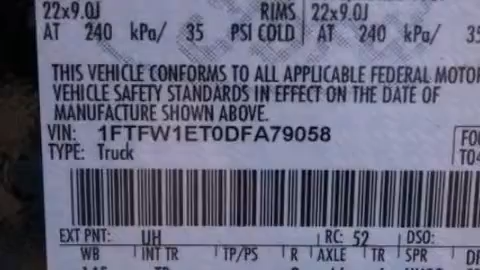 22x9.0J RIMS 22x9.0J
AT 240 kPa/ 35 PSI COLD AT 240 kPa/ 35
THIS VEHICLE CONFORMS TO ALL APPLICABLE FEDERAL MOTOR
VEHICLE SAFETY STANDARDS IN EFFECT ON THE DATE OF
MANUFACTURE SHOWN ABOVE.
VIN: 1FTFW1ET0DFA79058
TYPE: Truck
EXT PNT: UH RC: 52 DSO:
WB INT TR TP/PS R AXLE TR SPR